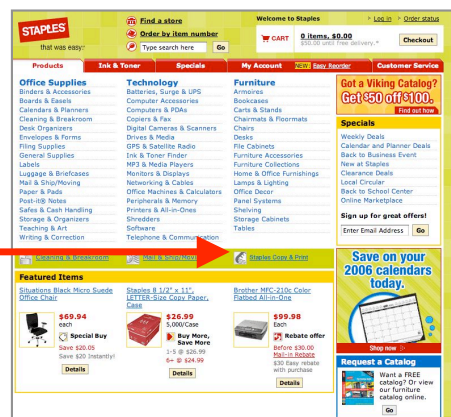 STAPLES
that was easy.
Find a store
Order by item number
Type search here Go
Welcome to Staples
Log in Order status
CART 0 items, $0.00
$50.00 until free delivery.*
Checkout
Products Ink & Toner Specials My Account NEW! Easy Reorder Customer Service
Office Supplies
Binders & Accessories
Boards & Easels
Calendars & Planners
Cleaning & Breakroom
Desk Organizers
Envelopes & Forms
Filing Supplies
General Supplies
Labels
Luggage & Briefcases
Mail & Ship/Moving
Paper & Pads
Post-it® Notes
Safes & Cash Handling
Storage & Organizers
Teaching & Art
Writing & Correction
Technology
Batteries, Surge & UPS
Computer Accessories
Computers & PDAs
Copiers & Fax
Digital Cameras & Scanners
Drives & Media
GPS & Satellite Radio
Ink & Toner Finder
MP3 & Media Players
Monitors & Displays
Networking & Cables
Office Machines & Calculators
Peripherals & Memory
Printers & All-in-Ones
Shredders
Software
Telephone & Communication
Furniture
Armoires
Bookcases
Carts & Stands
Chairmats & Floormats
Chairs
Desks
File Cabinets
Furniture Accessories
Furniture Collections
Home & Office Furnishings
Lamps & Lighting
Office Decor
Panel Systems
Shelving
Storage Cabinets
Tables
Got a Viking Catalog?
Get $50 off $100.
Find out how
Specials
Weekly Deals
Calendar and Planner Deals
Back to Business Event
New at Staples
Clearance Deals
Local Circular
Back to School Center
Online Marketplace
Sign up for great offers!
Enter Email Address Go
Cleaning & Breakroom
Mail & Ship/Moving
Staples Copy & Print
Featured Items
Situations Black Micro Suede
Office Chair
$69.94
each
Special Buy
Save $20.05
Save $20 Instantly!
Details
Staples 8 1/2" x 11",
LETTER-Size Copy Paper,
Case
$26.99
5,000/Case
Buy More,
Save More
1-5 @ $26.99
6+ @ $24.99
Details
Brother MFC-210c Color
Flatbed All-in-One
$99.98
Each
Rebate offer
Before $30.00
Mail-in Rebate
$30 Easy rebate
with purchase
Details
Save on your
2006 calendars
today.
Shop now
Request a Catalog
Want a FREE
catalog? Or view
our furniture
catalog online.
Go